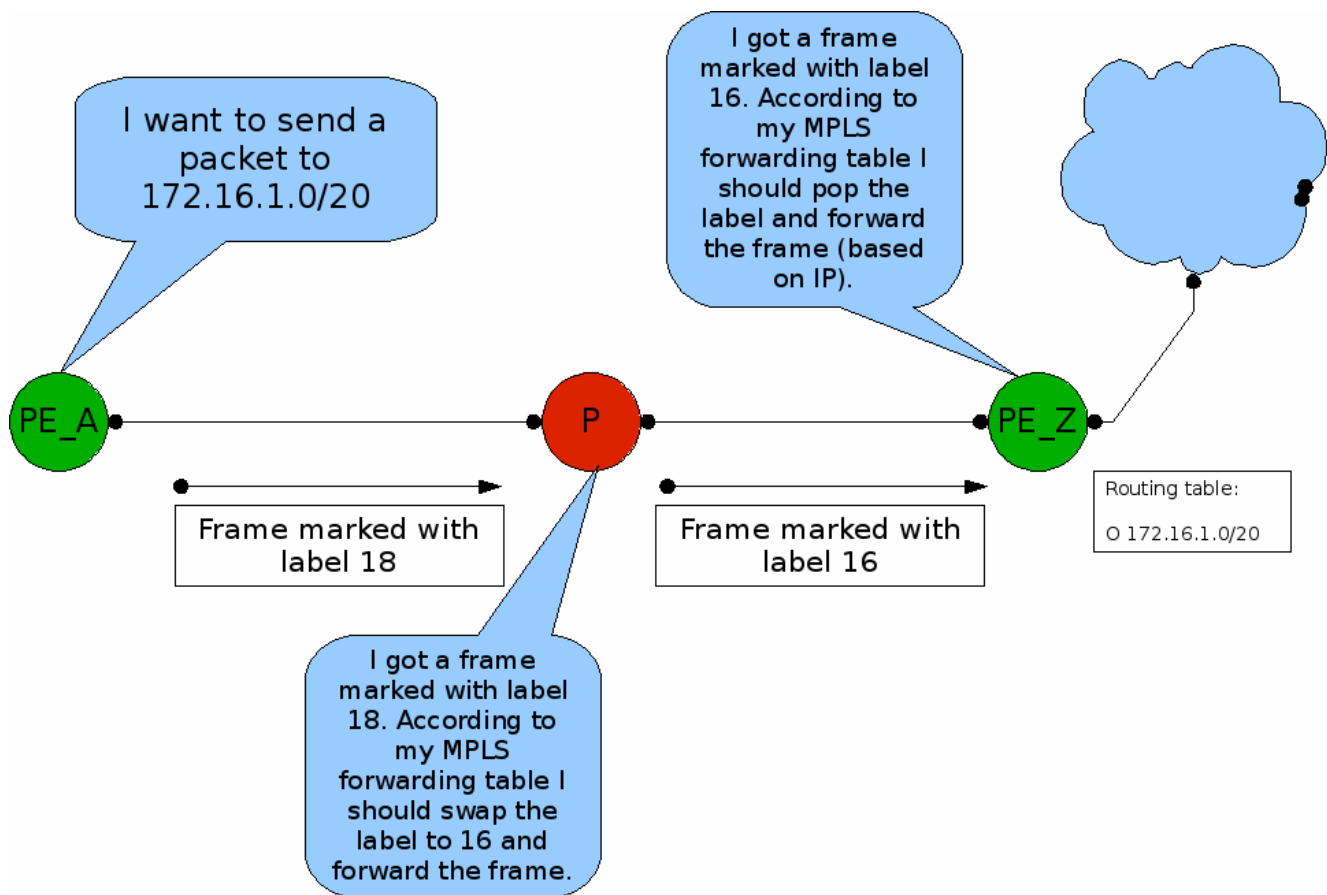 I want to send a
packet to
172.16.1.0/20
I got a frame
marked with label
16. According to
my MPLS
forwarding table I
should pop the
label and forward
the frame (based
on IP).
PE_A
P
PE_Z
Frame marked with
label 18
Frame marked with
label 16
Routing table:
O 172.16.1.0/20
I got a frame
marked with label
18. According to
my MPLS
forwarding table I
should swap the
label to 16 and
forward the frame.